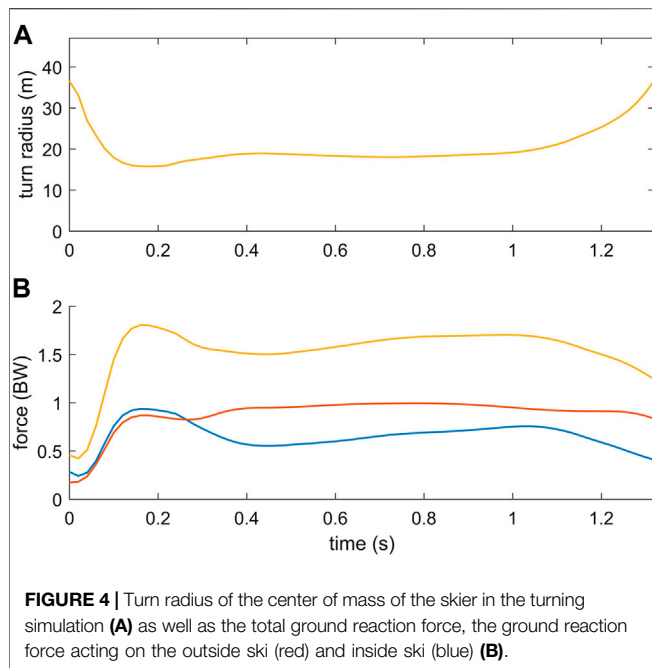 A
turn radius (m)
40
30
20
10
0
0 0.2 0.4 0.6 0.8 1 1.2
B
force (BW)
2
1.5
1
0.5
0
0 0.2 0.4 0.6 0.8 1 1.2
time (s)
FIGURE 4 | Turn radius of the center of mass of the skier in the turning
simulation (A) as well as the total ground reaction force, the ground reaction
force acting on the outside ski (red) and inside ski (blue) (B).